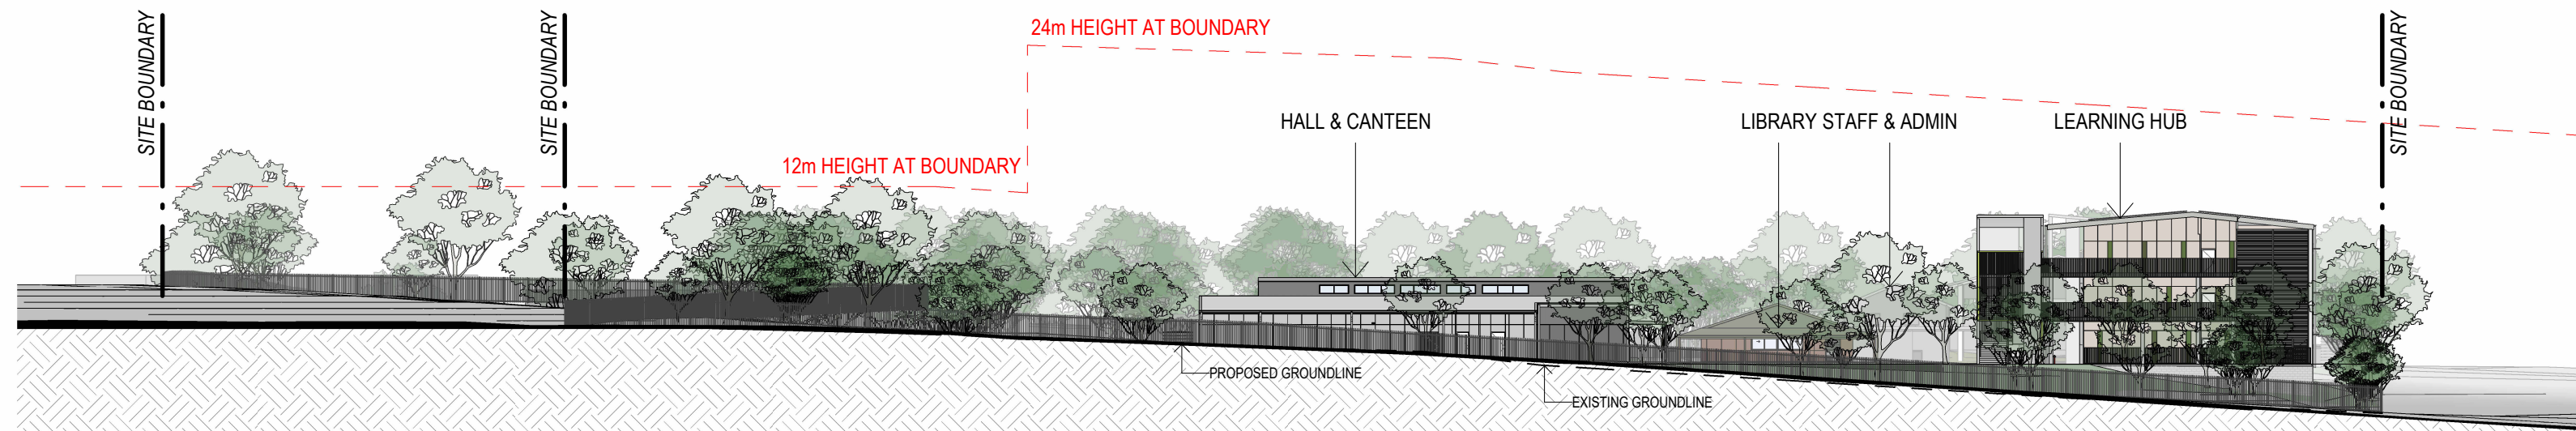 SITE BOUNDARY
SITE BOUNDARY
24m HEIGHT AT BOUNDARY
SITE BOUNDARY
HALL & CANTEEN
LIBRARY STAFF & ADMIN
LEARNING HUB
12m HEIGHT AT BOUNDARY
PROPOSED GROUNDLINE
EXISTING GROUNDLINE